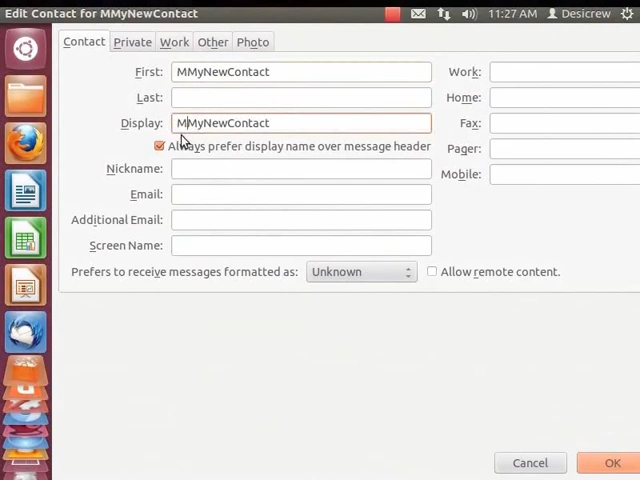 Edit Contact for MMyNewContact 11:27 AM Desicrew
Contact Private Work Other Photo
First: MMyNewContact Work:
Last: Home:
Display: MMyNewContact Fax:
Always prefer display name over message header Pager:
Nickname: Mobile:
Email:
Additional Email:
Screen Name:
Prefers to receive messages formatted as: Unknown Allow remote content.
Cancel OK